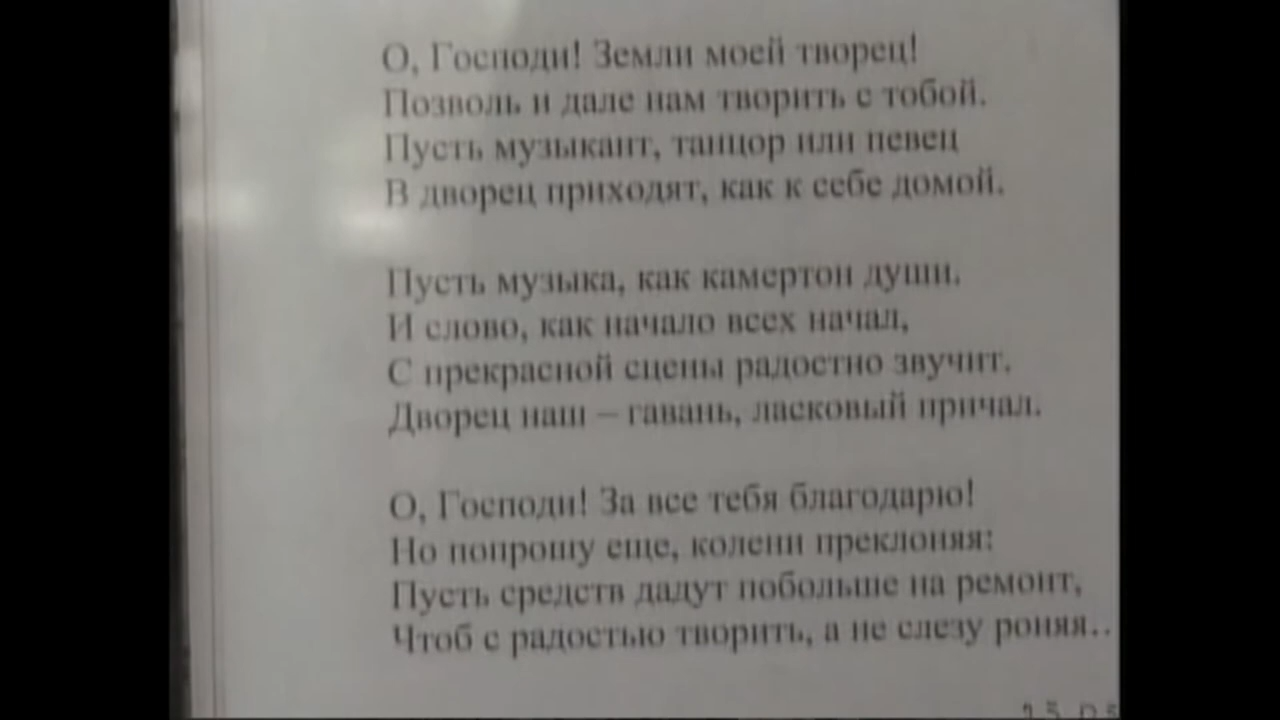 О, Господи! Земли моей творец!
Позволь и дале нам творить с тобой.
Пусть музыкант, танцор или певец
В дворец приходят, как к себе домой.
Пусть музыка, как камертон души.
И слово, как начало всех начал,
С прекрасной сцены радостно звучит.
Дворец наш – гавань, ласковый причал.
О, Господи! За все тебя благодарю!
Но попрошу еще, колени преклоняя:
Пусть средств дадут побольше на ремонт,
Чтоб с радостью творить, а не слезу роняя..